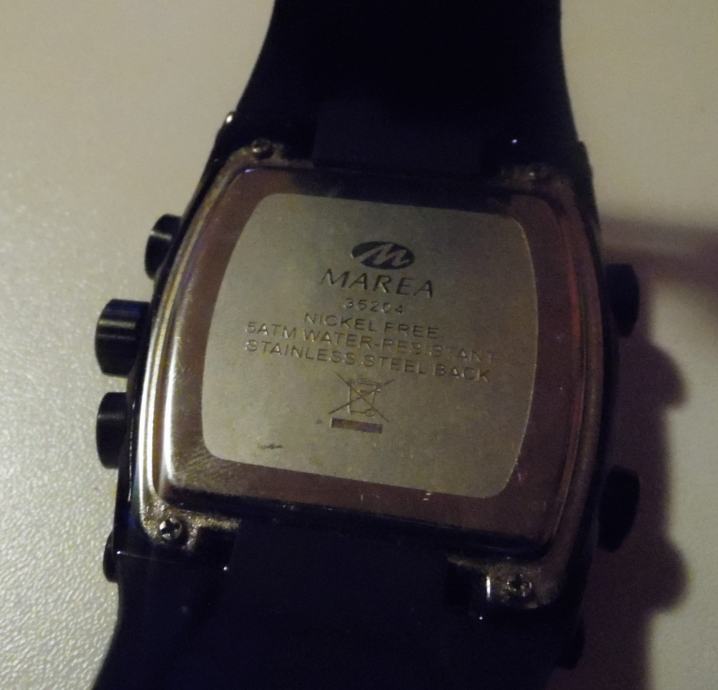 MAREA
35204
NICKEL FREE
5ATM WATER-RESISTANT
STAINLESS STEEL BACK